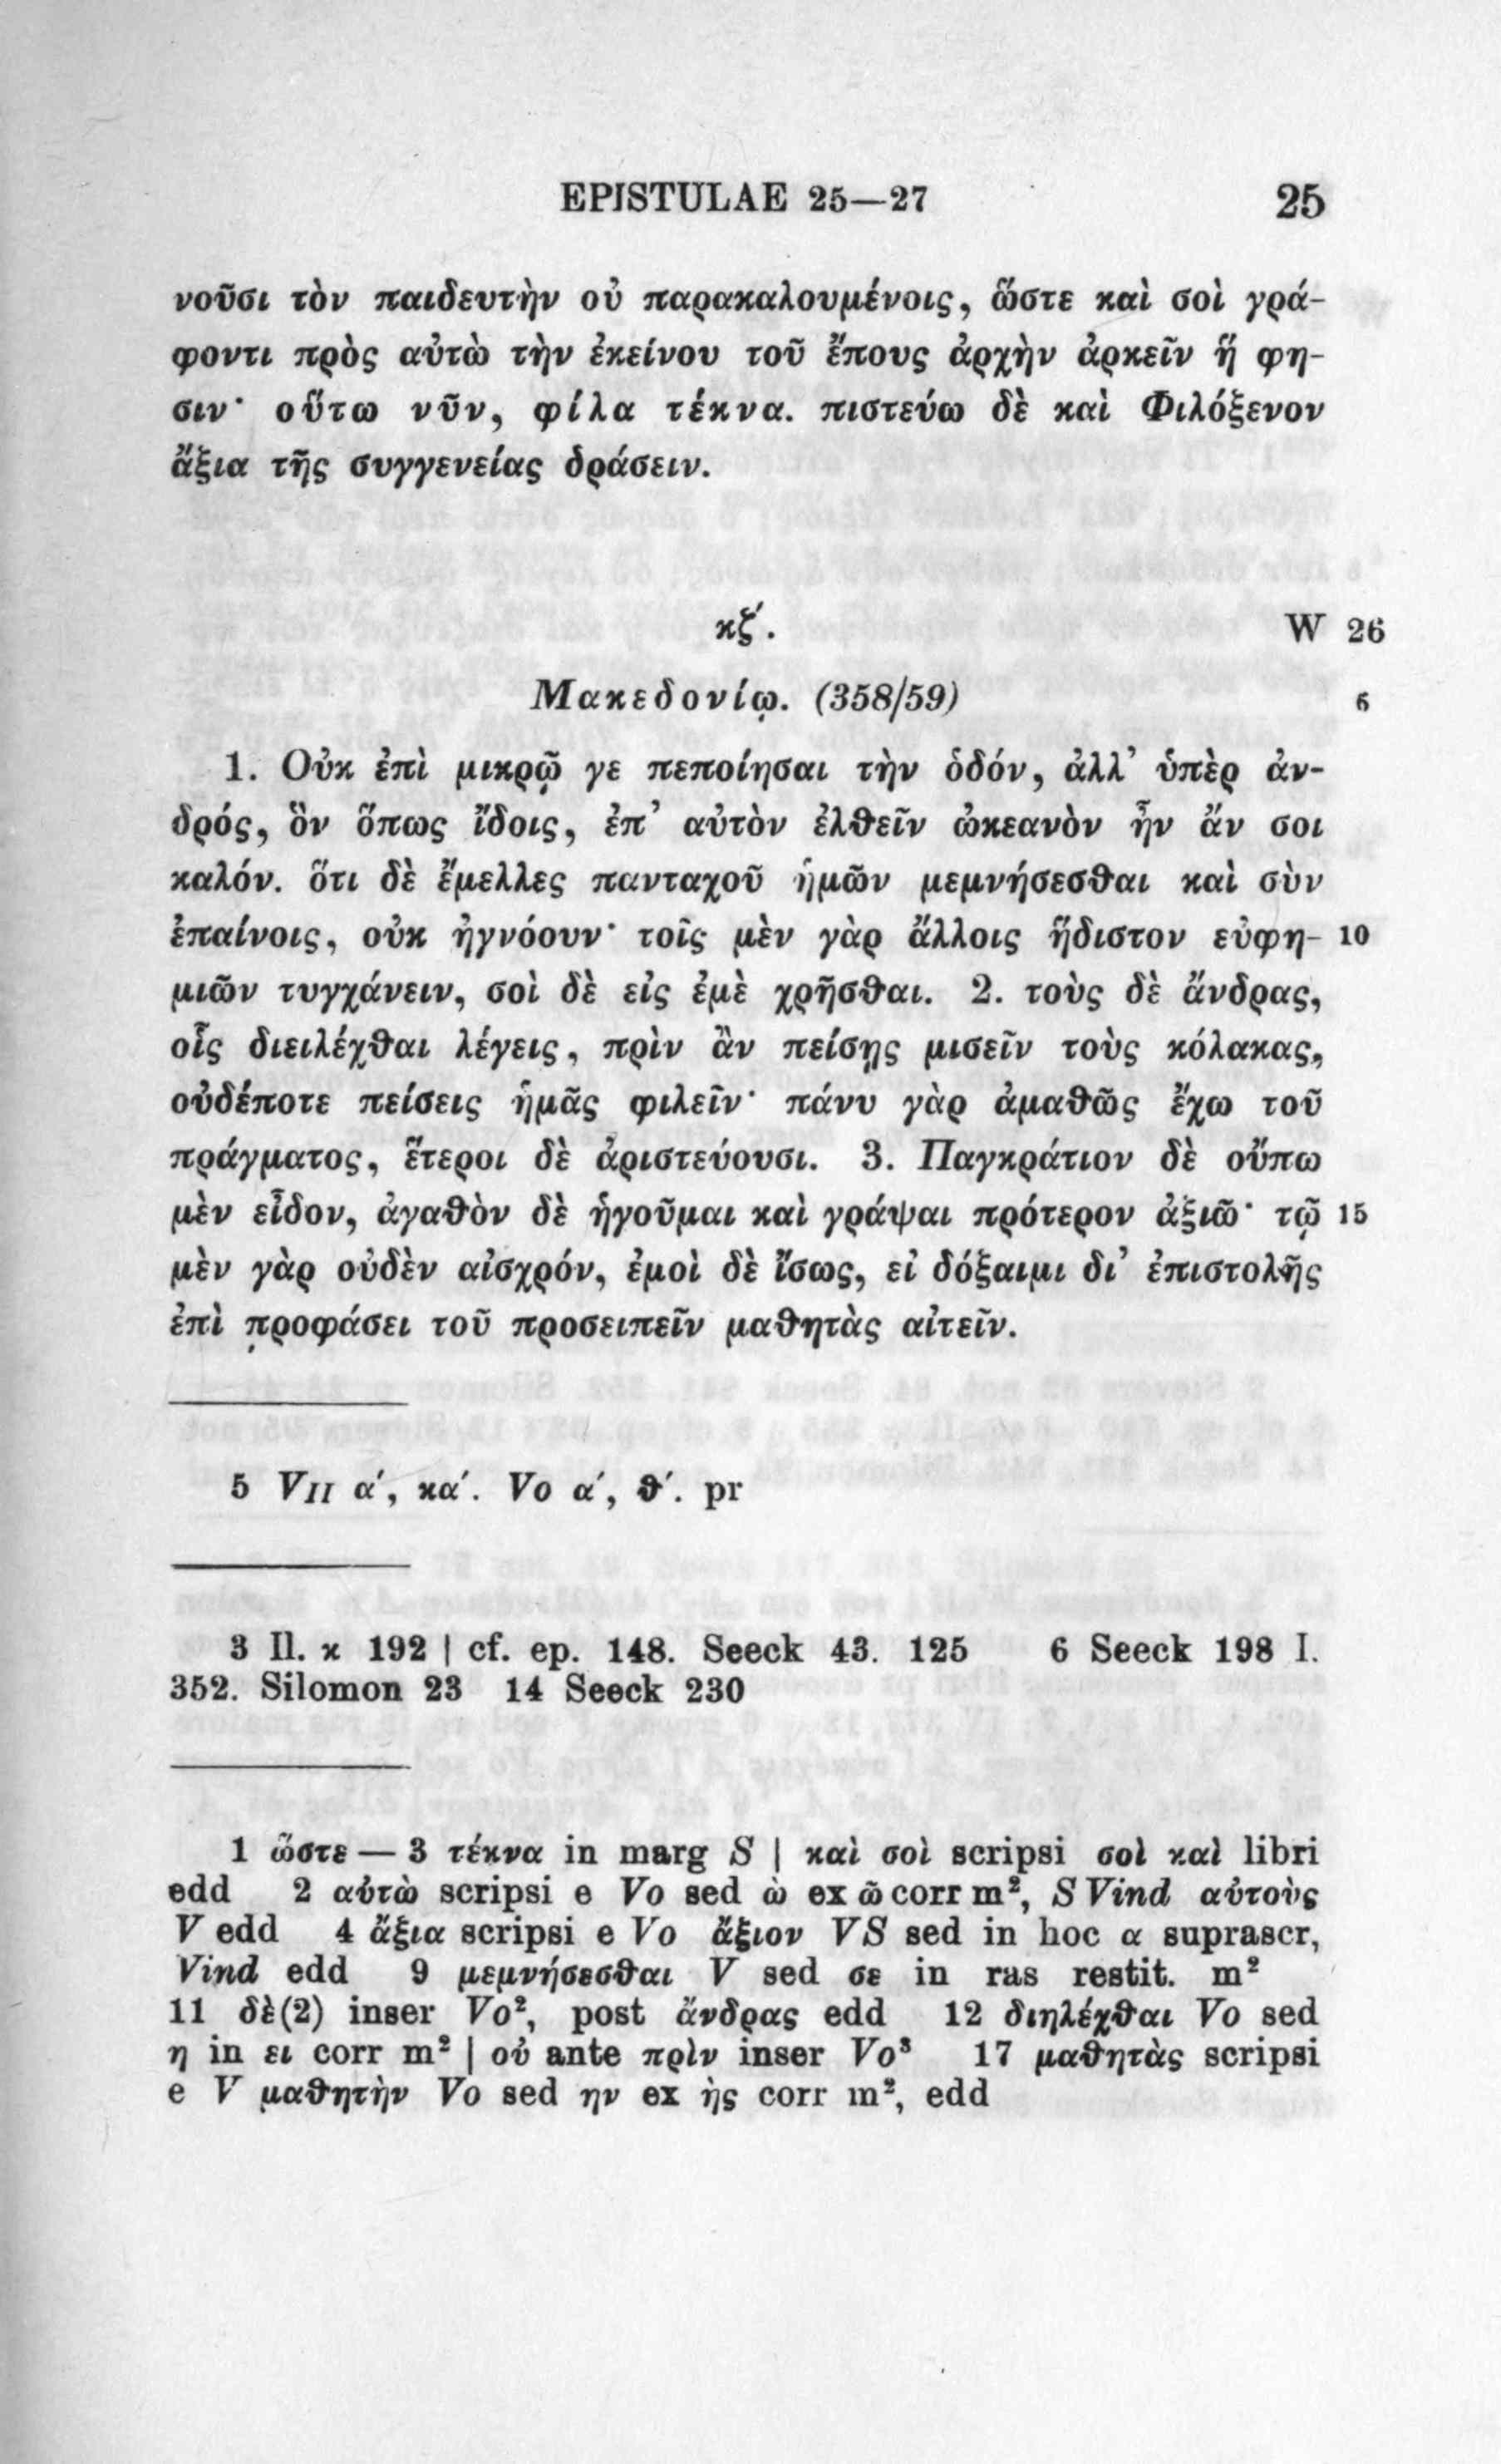 EPISTULAE 25—27 25
νοῦσι τὸν παιδευτὴν οὐ παρακαλουμένοις, ὥστε καὶ σοὶ γρά-
φοντι πρὸς αὐτὼ τὴν ἐκείνου τοῦ ἔπους ἀρχὴν ἀρκεῖν ἥ φη-
σιν· οὕτω νῦν, φίλα τέκνα. πιστεύω δὲ καὶ Φιλόξενον
ἄξια τῆς συγγενείας δράσειν.
κζ΄. W 26
Μακεδονίῳ. (358/59) 6
1. Οὐκ ἐπὶ μικρῷ γε πεποίησαι τὴν ὁδόν, ἀλλ’ ὑπὲρ ἀν-
δρός, ὃν ὅπως ἴδοις, ἐπ’ αὐτὸν ἐλθεῖν ὠκεανὸν ἦν ἄν σοι
καλόν. ὅτι δὲ ἔμελλες πανταχοῦ ἡμῶν μεμνήσεσθαι καὶ σὺν
ἐπαίνοις, οὐκ ἠγνόουν· τοῖς μὲν γὰρ ἄλλοις ἥδιστον εὐφη- 10
μιῶν τυγχάνειν, σοὶ δὲ εἰς ἐμὲ χρῆσθαι. 2. τοὺς δὲ ἄνδρας,
οἷς διειλέχθαι λέγεις, πρὶν ἂν πείσῃς μισεῖν τοὺς κόλακας,
οὐδέποτε πείσεις ἡμᾶς φιλεῖν· πάνυ γὰρ ἀμαθῶς ἔχω τοῦ
πράγματος, ἕτεροι δὲ ἀριστεύουσι. 3. Παγκράτιον δὲ οὔπω
μὲν εἶδον, ἀγαθὸν δὲ ἡγοῦμαι καὶ γράψαι πρότερον ἀξιῶ· τῷ 15
μὲν γὰρ οὐδὲν αἰσχρόν, ἐμοὶ δὲ ἴσως, εἰ δόξαιμι δι’ ἐπιστολῆς
ἐπὶ προφάσει τοῦ προσειπεῖν μαθητὰς αἰτεῖν.
5 VII α΄, κα΄. Vo α΄, θ΄. pr
3 Il. κ 192 | cf. ep. 148. Seeck 43. 125 6 Seeck 198 I.
352. Silomon 23 14 Seeck 230
1 ὥστε — 3 τέκνα in marg S | καὶ σοὶ scripsi σοὶ καὶ libri
edd 2 αὐτὼ scripsi e Vo sed ὼ ex ῶ corr m², S Vind αὐτοὺς
V edd 4 ἄξια scripsi e Vo ἄξιον VS sed in hoc α suprascr,
Vind edd 9 μεμνήσεσθαι V sed σε in ras restit. m²
11 δὲ(2) inser Vo², post ἄνδρας edd 12 διηλέχθαι Vo sed
η in ει corr m² | οὐ ante πρὶν inser Vo³ 17 μαθητὰς scripsi
e V μαθητὴν Vo sed ην ex ὴς corr m², edd